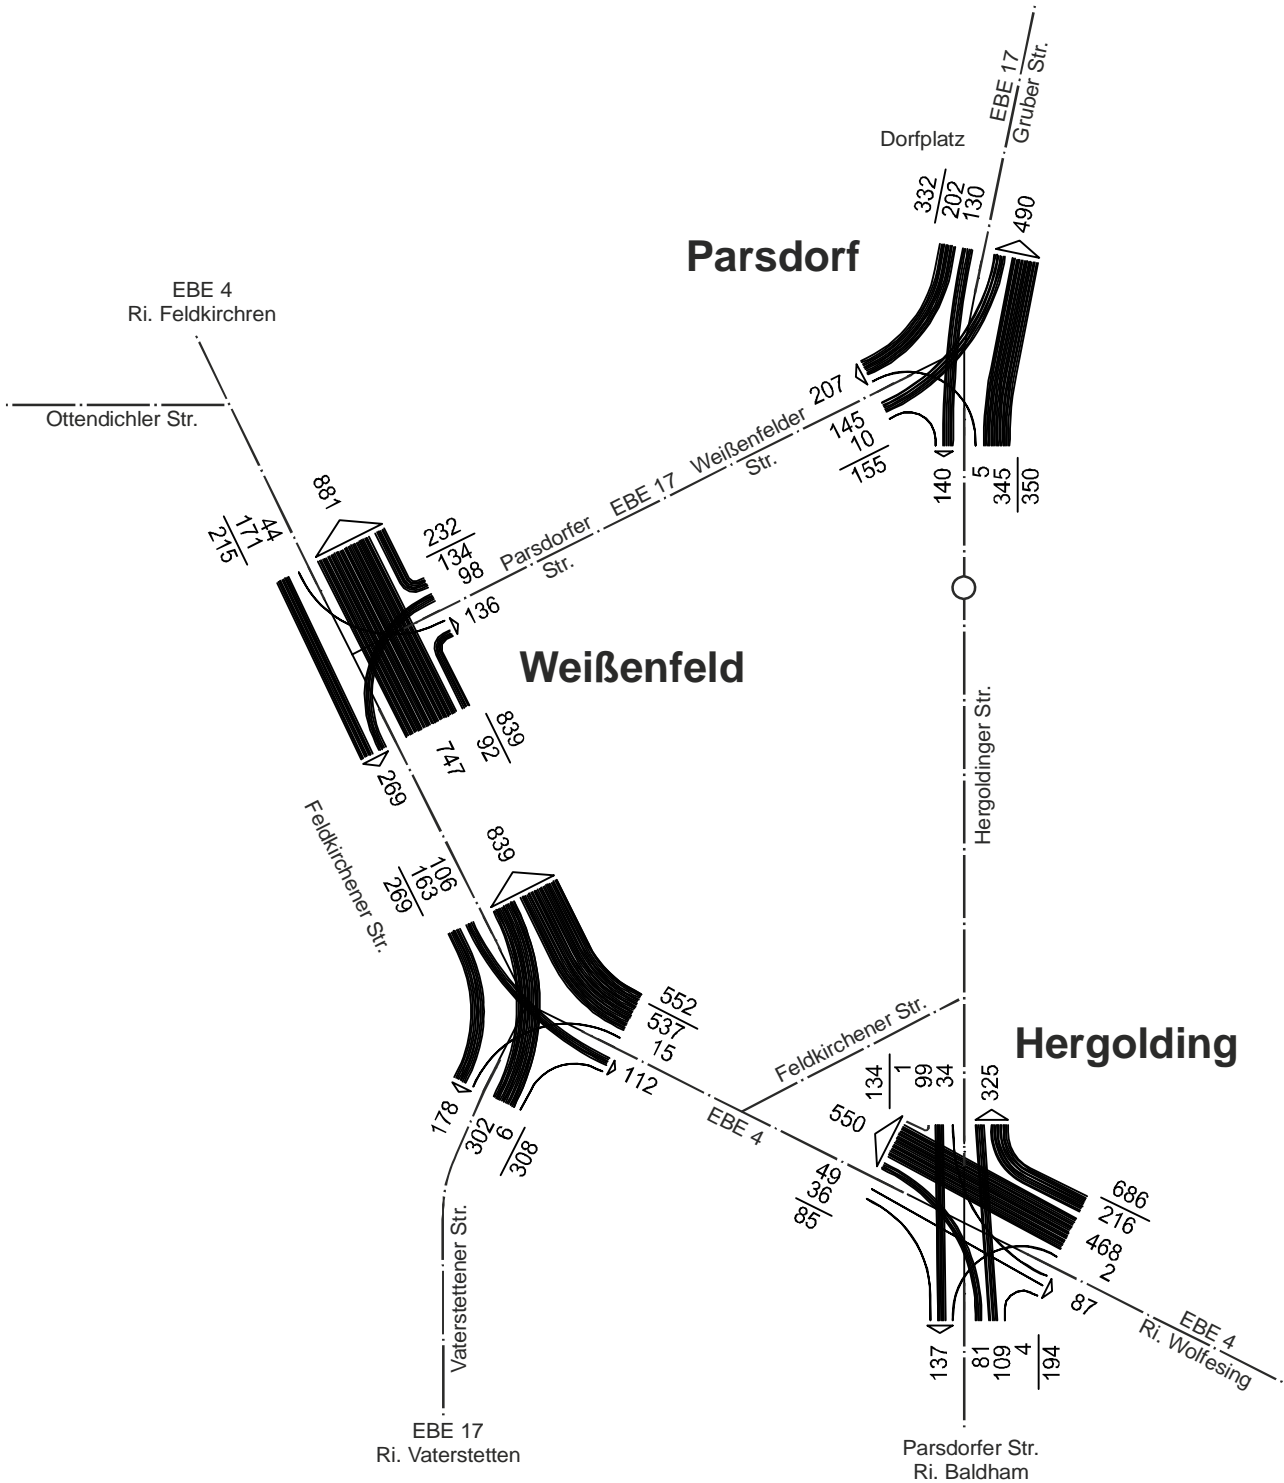 EBE 17
Gruber Str.
Dorfplatz
332
202
130
490
Parsdorf
EBE 4
Ri. Feldkirchren
Ottendichler Str.
207
145
10
155
Weißenfelder
Str.
EBE 17
Parsdorfer
Str.
140
5
345
350
881
44
171
215
232
134
98
136
Weißenfeld
839
92
747
269
Hergoldinger Str.
Feldkirchener Str.
839
106
163
269
552
537
15
112
178
302
6
308
Feldkirchener Str.
EBE 4
Hergolding
134
1
99
34
325
550
49
36
85
686
216
468
2
87
EBE 4
Ri. Wolfesing
137
81
109
4
194
Vaterstettener Str.
EBE 17
Ri. Vaterstetten
Parsdorfer Str.
Ri. Baldham